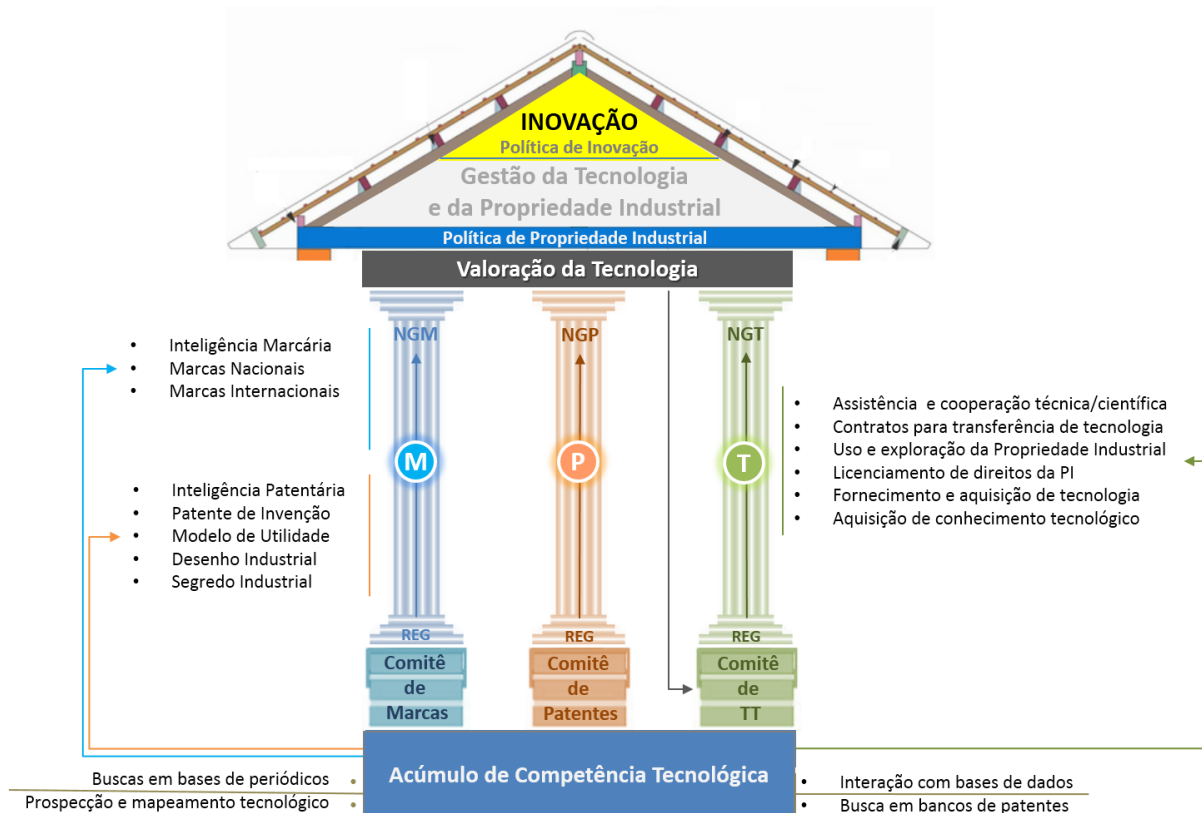 INOVAÇÃO
Política de Inovação
Gestão da Tecnologia
e da Propriedade Industrial
Política de Propriedade Industrial
Valoração da Tecnologia
NGM
NGP
NGT
• Inteligência Marcária
• Marcas Nacionais
• Marcas Internacionais
• Inteligência Patentária
• Patente de Invenção
• Modelo de Utilidade
• Desenho Industrial
• Segredo Industrial
M
P
T
• Assistência e cooperação técnica/científica
• Contratos para transferência de tecnologia
• Uso e exploração da Propriedade Industrial
• Licenciamento de direitos da PI
• Fornecimento e aquisição de tecnologia
• Aquisição de conhecimento tecnológico
REG
REG
REG
Comitê
de
Marcas
Comitê
de
Patentes
Comitê
de
TT
Acúmulo de Competência Tecnológica
Buscas em bases de periódicos •
Prospecção e mapeamento tecnológico •
• Interação com bases de dados
• Busca em bancos de patentes